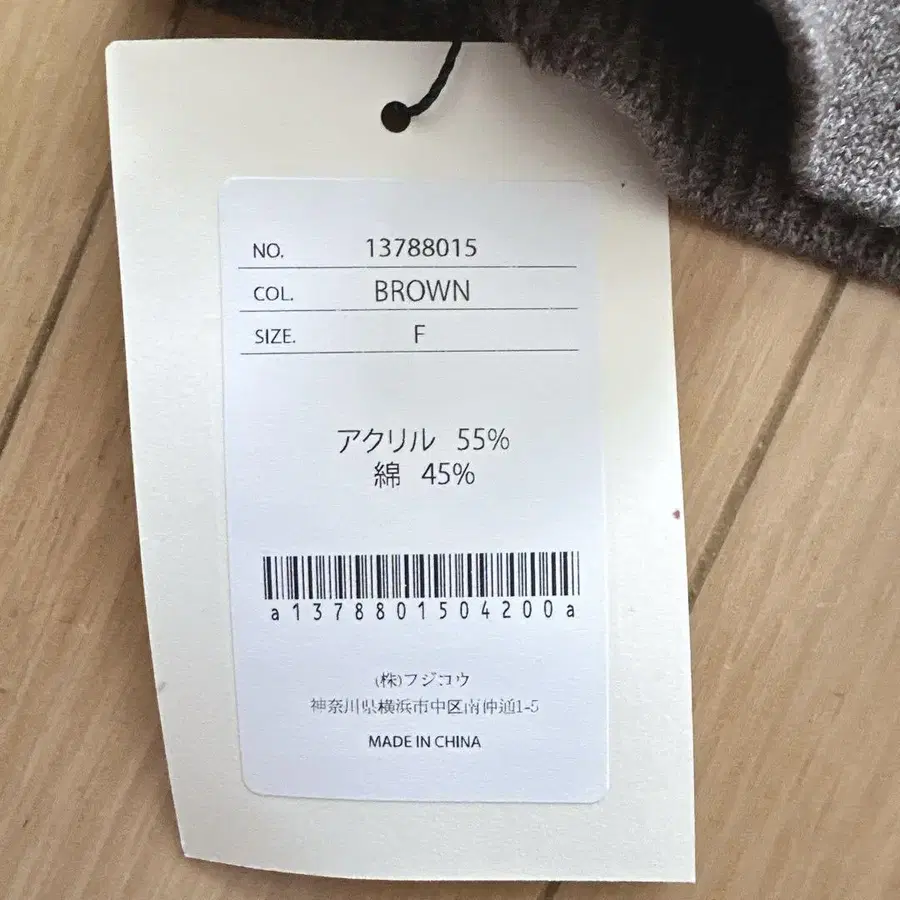 NO. 13788015
COL. BROWN
SIZE. F
アクリル 55%
綿 45%
a1378801504200a
(株)フジコウ
神奈川県横浜市中区南仲通1-5
MADE IN CHINA